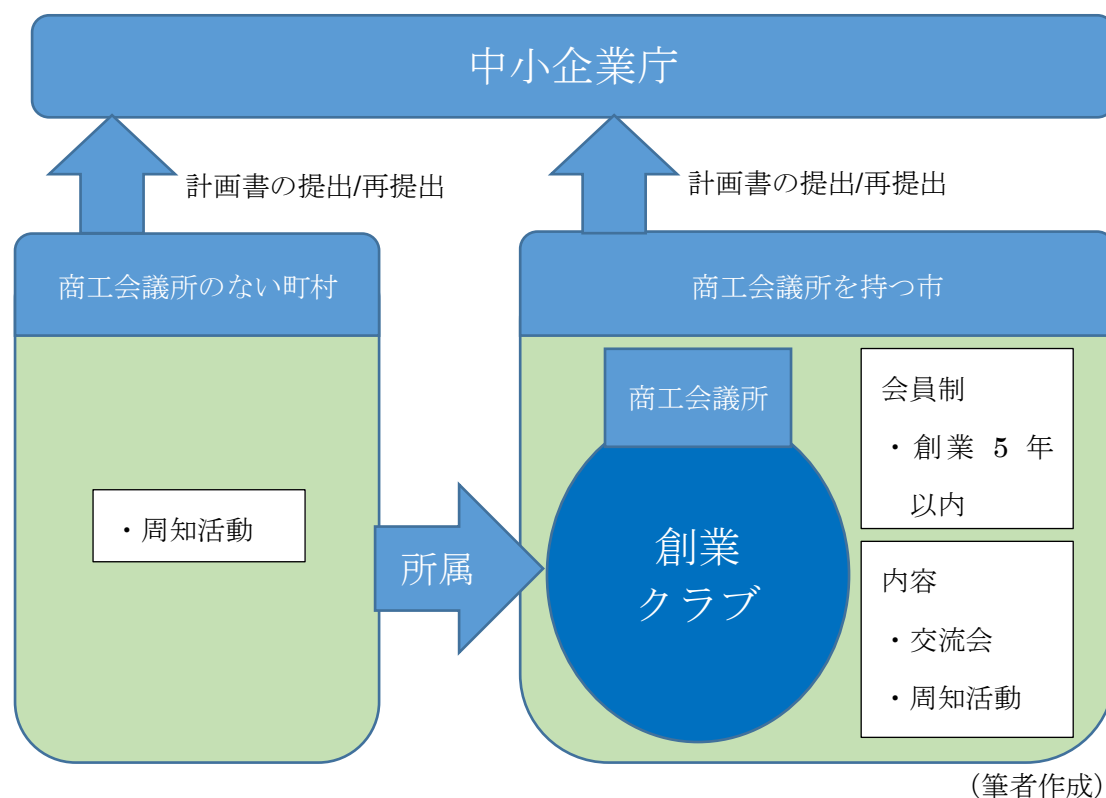 中小企業庁
計画書の提出/再提出
計画書の提出/再提出
商工会議所のない町村
商工会議所を持つ市
・周知活動
所属
商工会議所
創業
クラブ
会員制
・創業 5 年
以内
内容
・交流会
・周知活動
（筆者作成）